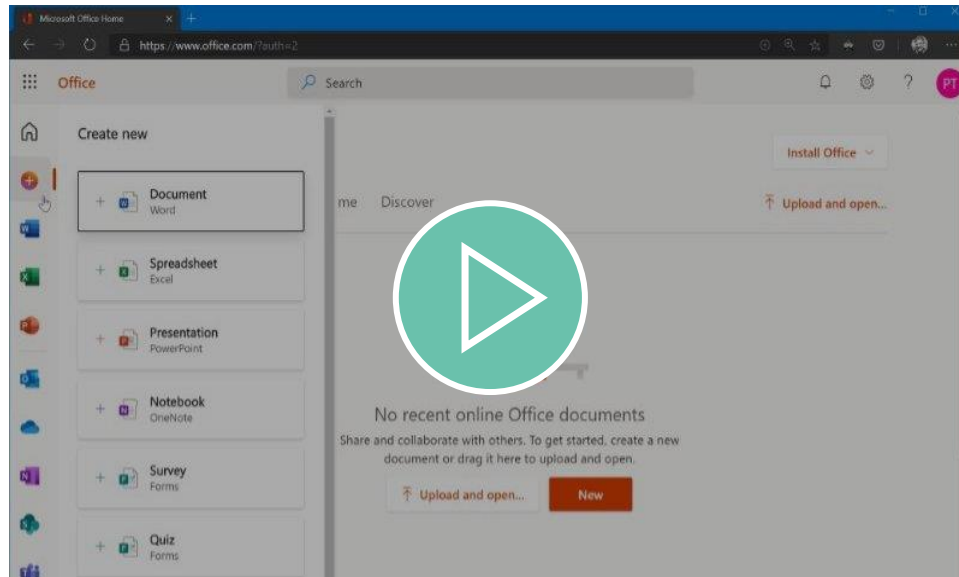 Microsoft Office Home
https://www.office.com/?auth=2
Office
Search
?
PT
Create new
Install Office
Document
Word
me Discover
Upload and open...
Spreadsheet
Excel
Presentation
PowerPoint
Notebook
OneNote
No recent online Office documents
Share and collaborate with others. To get started, create a new
document or drag it here to upload and open.
Survey
Forms
Upload and open...
New
Quiz
Forms